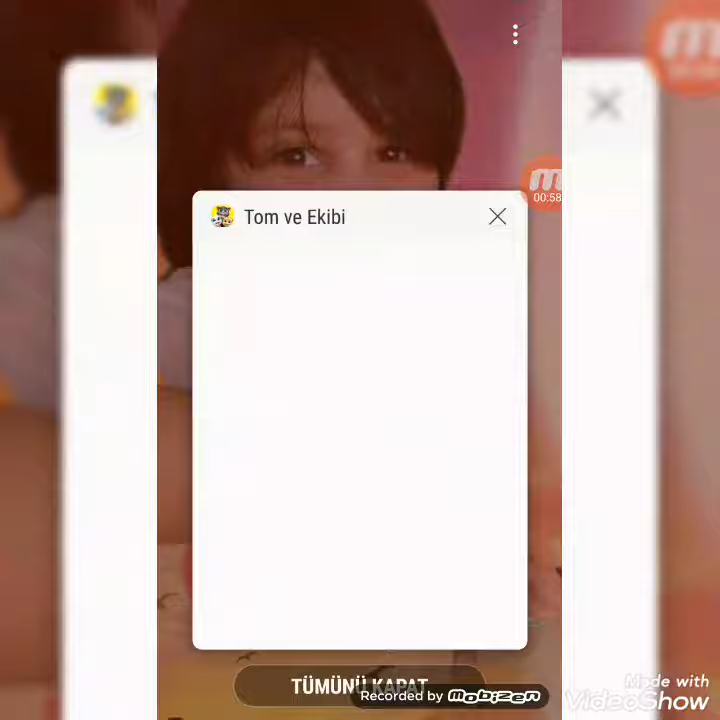 Tom ve Ekibi
00:58
TÜMÜNÜ KAPAT
Recorded by mobizen
Made with
VideoShow